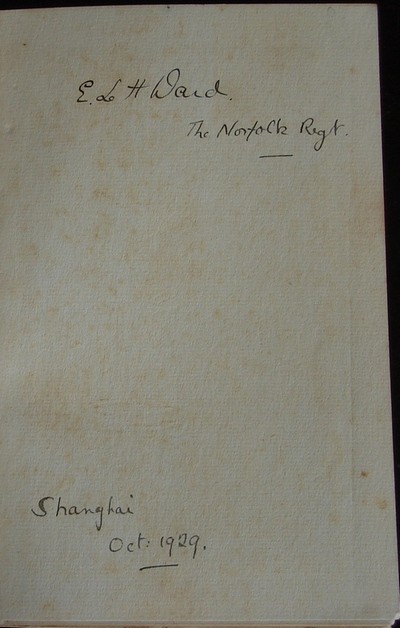 E. L H Ward.
The Norfolk Regt.
Shanghai
Oct: 1929.